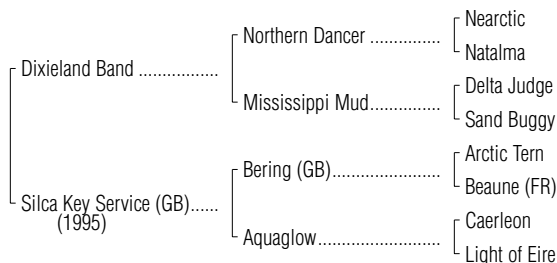 Nearctic
Northern Dancer ...............
Natalma
Dixieland Band .................
Delta Judge
Mississippi Mud...............
Sand Buggy
Arctic Tern
Bering (GB).......................
Beaune (FR)
Silca Key Service (GB)......
(1995)
Caerleon
Aquaglow..........................
Light of Eire